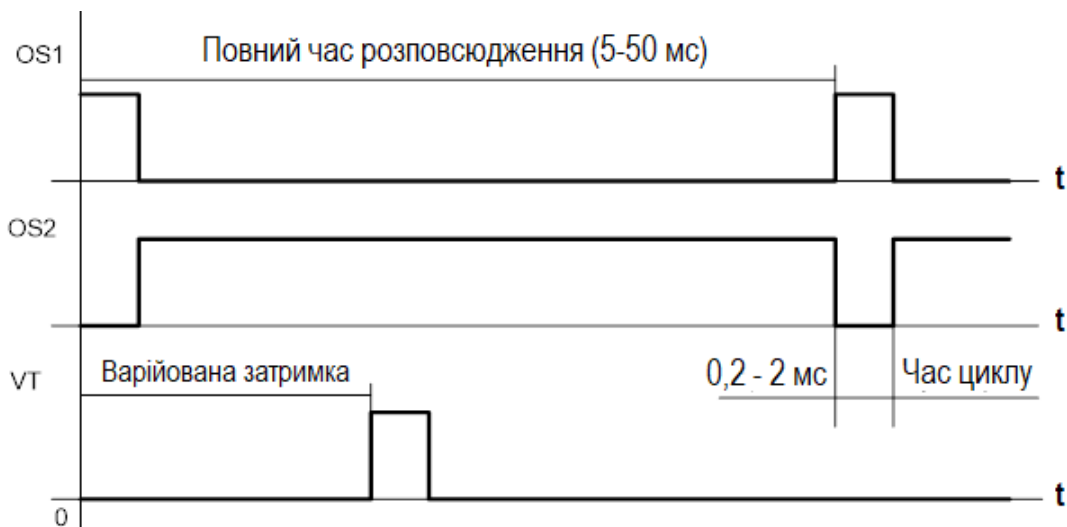 OS1
Повний час розповсюдження (5-50 мс)
t
OS2
t
VT
Варійована затримка
0,2 - 2 мс
Час циклу
t
0